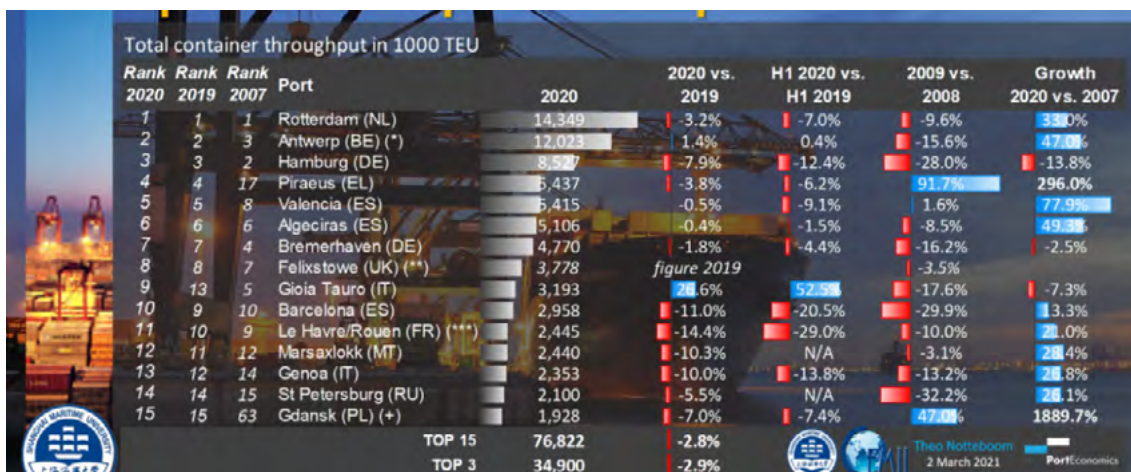 Total container throughput in 1000 TEU
Rank 2020 Rank 2019 Rank 2007 Port 2020 2020 vs. 2019 H1 2020 vs. H1 2019 2009 vs. 2008 Growth 2020 vs. 2007
1 1 1 Rotterdam (NL) 14,349 -3.2% -7.0% -9.6% 33.0%
2 2 3 Antwerp (BE) (*) 12,023 1.4% 0.4% -15.6% 47.0%
3 3 2 Hamburg (DE) 8,527 -7.9% -12.4% -28.0% -13.8%
4 4 17 Piraeus (EL) 5,437 -3.8% -6.2% 91.7% 296.0%
5 5 8 Valencia (ES) 5,415 -0.5% -9.1% 1.6% 77.9%
6 6 6 Algeciras (ES) 5,106 -0.4% -1.5% -8.5% 49.3%
7 7 4 Bremerhaven (DE) 4,770 -1.8% -4.4% -16.2% -2.5%
8 8 7 Felixstowe (UK) (**) 3,778 figure 2019 -3.5%
9 13 5 Gioia Tauro (IT) 3,193 26.6% 52.5% -17.6% -7.3%
10 9 10 Barcelona (ES) 2,958 -11.0% -20.5% -29.9% 13.3%
11 10 9 Le Havre/Rouen (FR) (***) 2,445 -14.4% -29.0% -10.0% 21.0%
12 11 12 Marsaxlokk (MT) 2,440 -10.3% N/A -3.1% 28.4%
13 12 14 Genoa (IT) 2,353 -10.0% -13.8% -13.2% 26.8%
14 14 15 St Petersburg (RU) 2,100 -5.5% N/A -32.2% 26.1%
15 15 63 Gdansk (PL) (+) 1,928 -7.0% -7.4% 47.0% 1889.7%
TOP 15 76,822 -2.8%
TOP 3 34,900 -2.9%
SHANGHAI MARITIME UNIVERSITY
Theo Notteboom
2 March 2021
PortEconomics